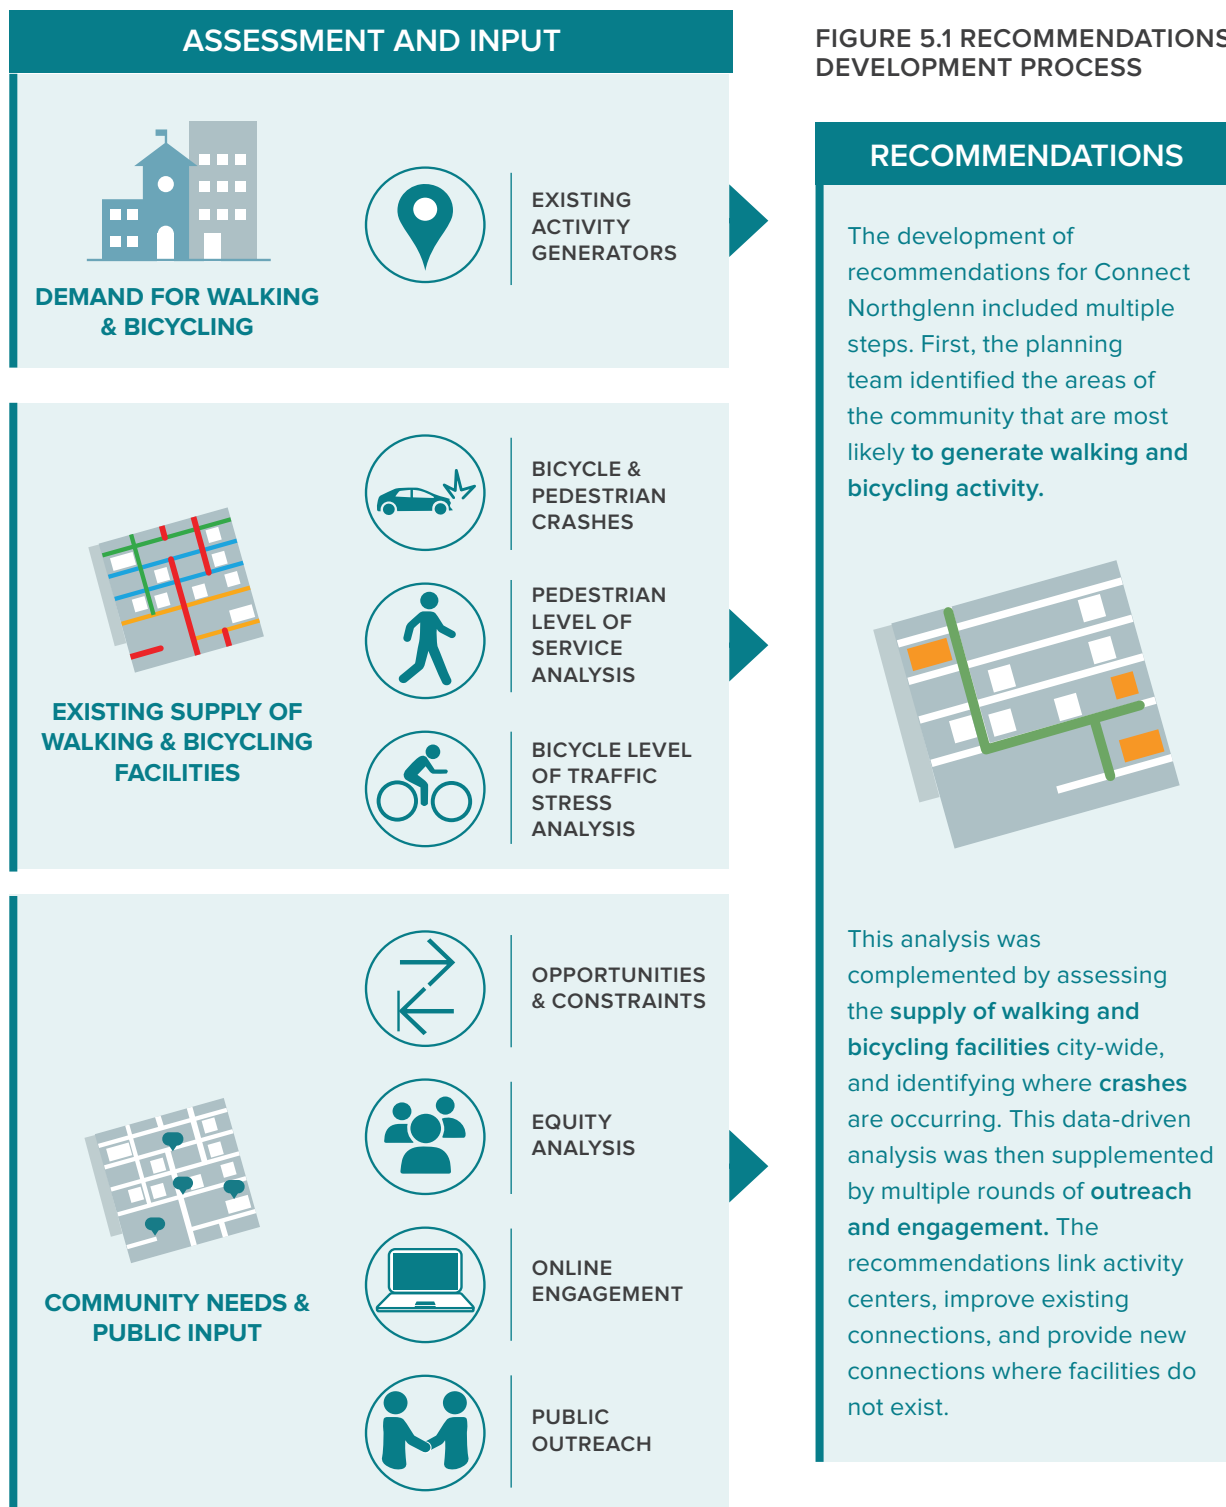 ASSESSMENT AND INPUT
DEMAND FOR WALKING
& BICYCLING
EXISTING
ACTIVITY
GENERATORS
EXISTING SUPPLY OF
WALKING & BICYCLING
FACILITIES
BICYCLE &
PEDESTRIAN
CRASHES
PEDESTRIAN
LEVEL OF
SERVICE
ANALYSIS
BICYCLE LEVEL
OF TRAFFIC
STRESS
ANALYSIS
COMMUNITY NEEDS &
PUBLIC INPUT
OPPORTUNITIES
& CONSTRAINTS
EQUITY
ANALYSIS
ONLINE
ENGAGEMENT
PUBLIC
OUTREACH
FIGURE 5.1 RECOMMENDATIONS
DEVELOPMENT PROCESS
RECOMMENDATIONS
The development of
recommendations for Connect
Northglenn included multiple
steps. First, the planning
team identified the areas of
the community that are most
likely to generate walking and
bicycling activity.
This analysis was
complemented by assessing
the supply of walking and
bicycling facilities city-wide,
and identifying where crashes
are occurring. This data-driven
analysis was then supplemented
by multiple rounds of outreach
and engagement. The
recommendations link activity
centers, improve existing
connections, and provide new
connections where facilities do
not exist.